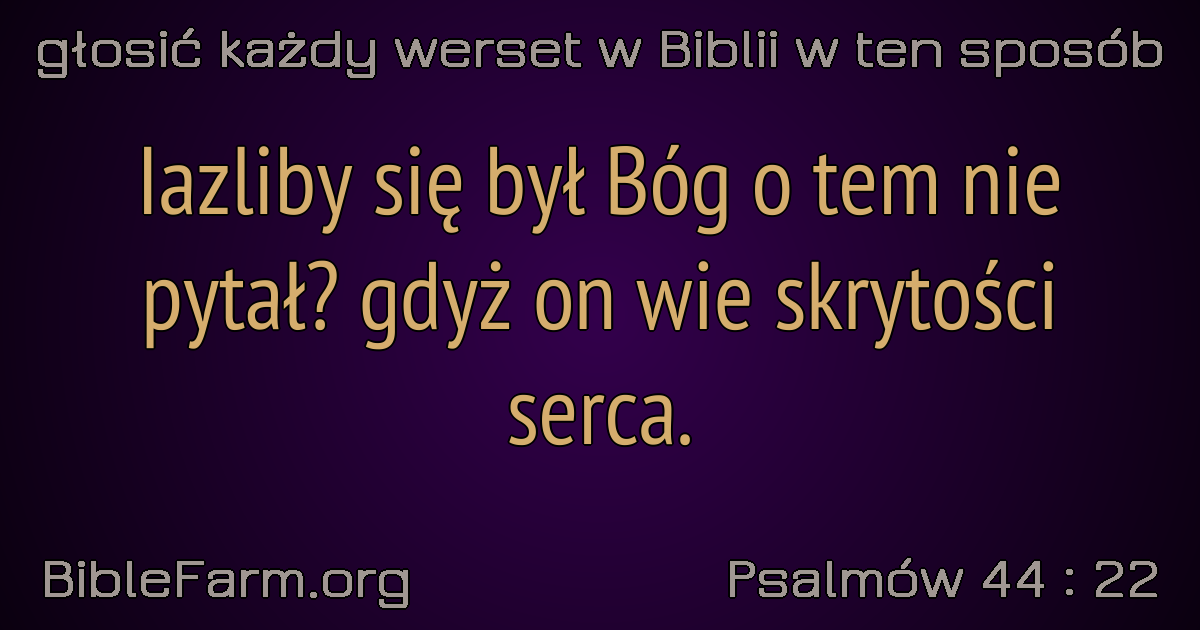 głosić każdy werset w Biblii w ten sposób
Iazliby się był Bóg o tem nie
pytał? gdyż on wie skrytości
serca.
BibleFarm.org
Psalmów 44 : 22